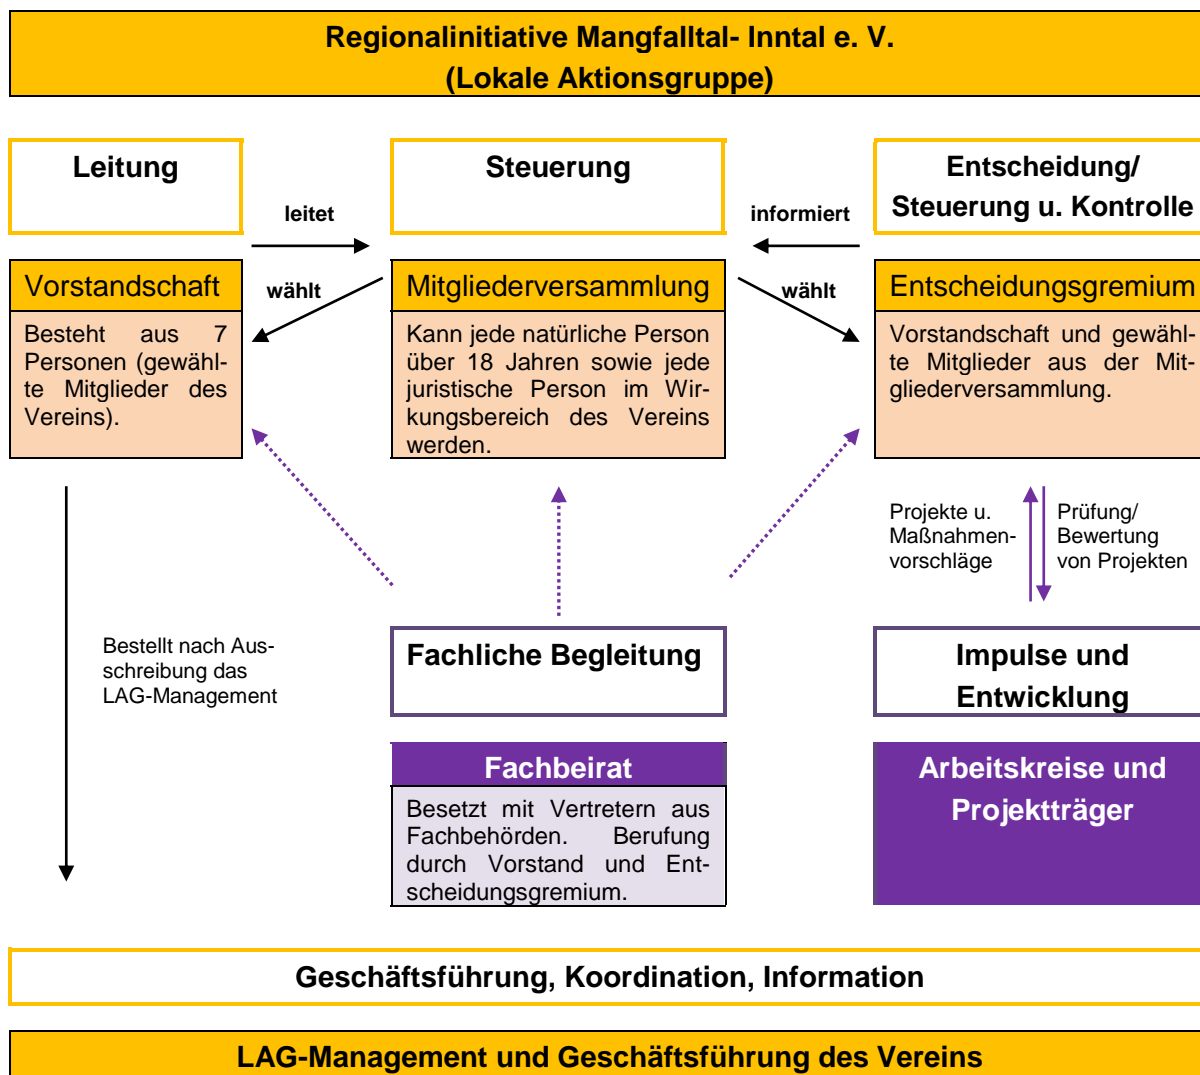 Regionalinitiative Mangfalltal- Inntal e. V.
(Lokale Aktionsgruppe)
Leitung
leitet
Steuerung
informiert
Entscheidung/
Steuerung u. Kontrolle
Vorstandschaft
Besteht aus 7
Personen (gewähl-
te Mitglieder des
Vereins).
wählt
Mitgliederversammlung
Kann jede natürliche Person
über 18 Jahren sowie jede
juristische Person im Wir-
kungsbereich des Vereins
werden.
wählt
Entscheidungsgremium
Vorstandschaft und gewähl-
te Mitglieder aus der Mit-
gliederversammlung.
Projekte u.
Maßnahmen-
vorschläge
Prüfung/
Bewertung
von Projekten
Bestellt nach Aus-
schreibung das
LAG-Management
Fachliche Begleitung
Impulse und
Entwicklung
Fachbeirat
Besetzt mit Vertretern aus
Fachbehörden. Berufung
durch Vorstand und Ent-
scheidungsgremium.
Arbeitskreise und
Projektträger
Geschäftsführung, Koordination, Information
LAG-Management und Geschäftsführung des Vereins